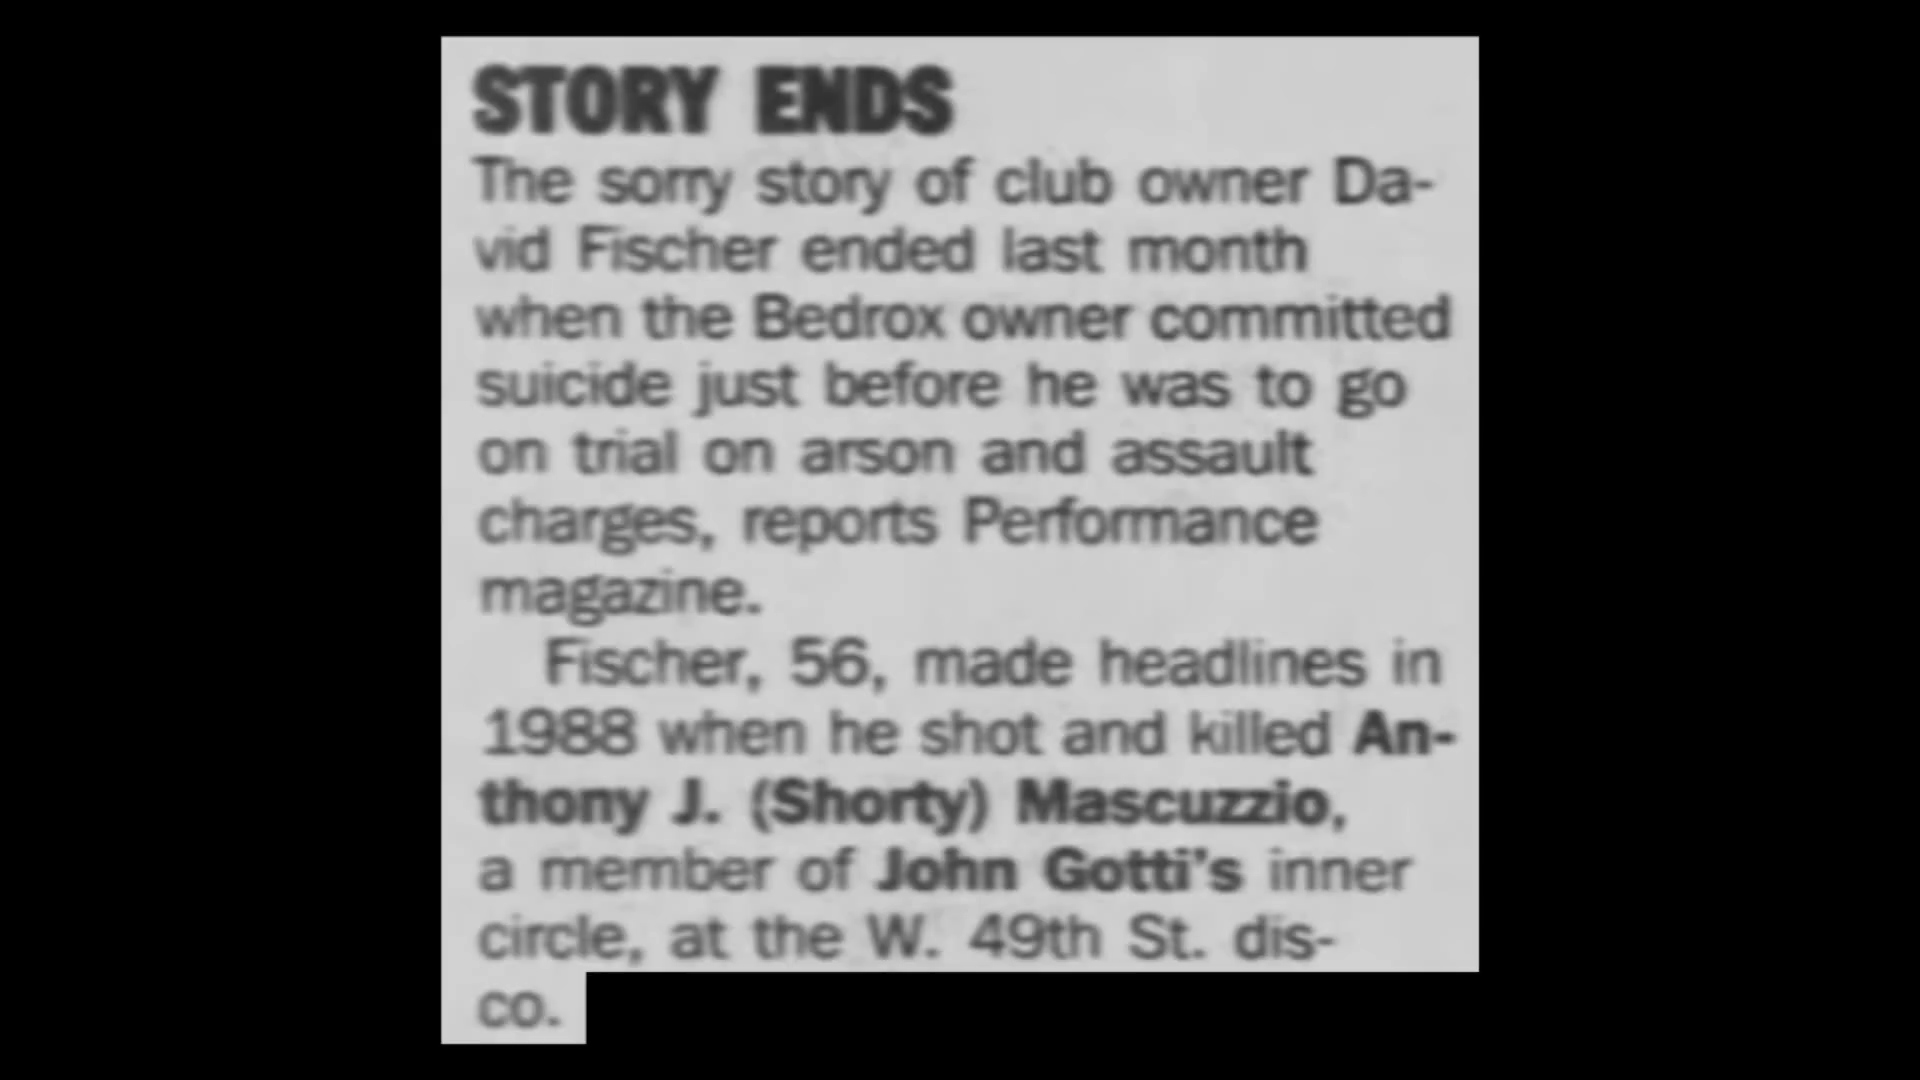 STORY ENDS
The sorry story of club owner Da-
vid Fischer ended last month
when the Bedrox owner committed
suicide just before he was to go
on trial on arson and assault
charges, reports Performance
magazine.
Fischer, 56, made headlines in
1988 when he shot and killed An-
thony J. (Shorty) Mascuzzio,
a member of John Gotti's inner
circle, at the W. 49th St. dis-
co.